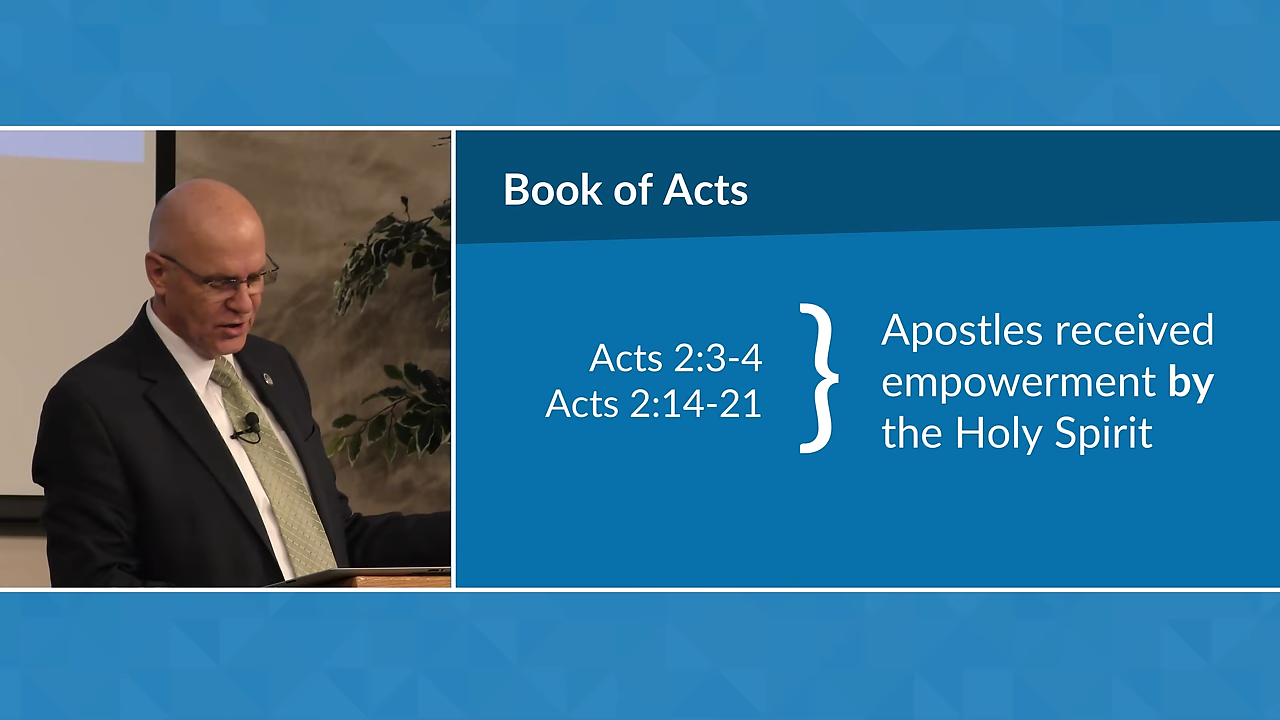 Book of Acts
Acts 2:3-4
Acts 2:14-21
}
Apostles received
empowerment by
the Holy Spirit